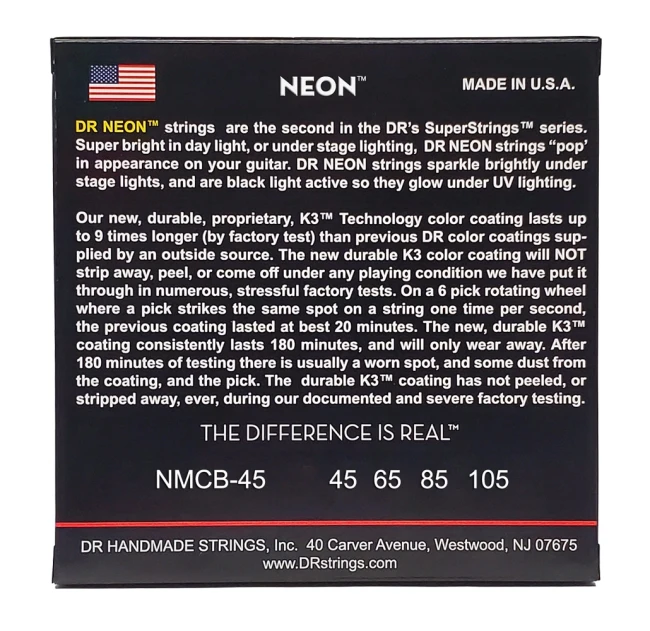 NEON™
MADE IN U.S.A.
DR NEON™ strings are the second in the DR's SuperStrings™ series.
Super bright in day light, or under stage lighting, DR NEON strings "pop'
in appearance on your guitar. DR NEON strings sparkle brightly under
stage lights, and are black light active so they glow under UV lighting.
Our new, durable, proprietary, K3™ Technology color coating lasts up
to 9 times longer (by factory test) than previous DR color coatings sup-
plied by an outside source. The new durable K3 color coating will NOT
strip away, peel, or come off under any playing condition we have put it
through in numerous, stressful factory tests. On a 6 pick rotating wheel
where a pick strikes the same spot on a string one time per second,
the previous coating lasted at best 20 minutes. The new, durable K3™
coating consistently lasts 180 minutes, and will only wear away. After
180 minutes of testing there is usually a worn spot, and some dust from
the coating, and the pick. The durable K3™ coating has not peeled, or
stripped away, ever, during our documented and severe factory testing.
THE DIFFERENCE IS REAL™
NMCB-45 45 65 85 105
DR HANDMADE STRINGS, Inc. 40 Carver Avenue, Westwood, NJ 07675
www.DRstrings.com